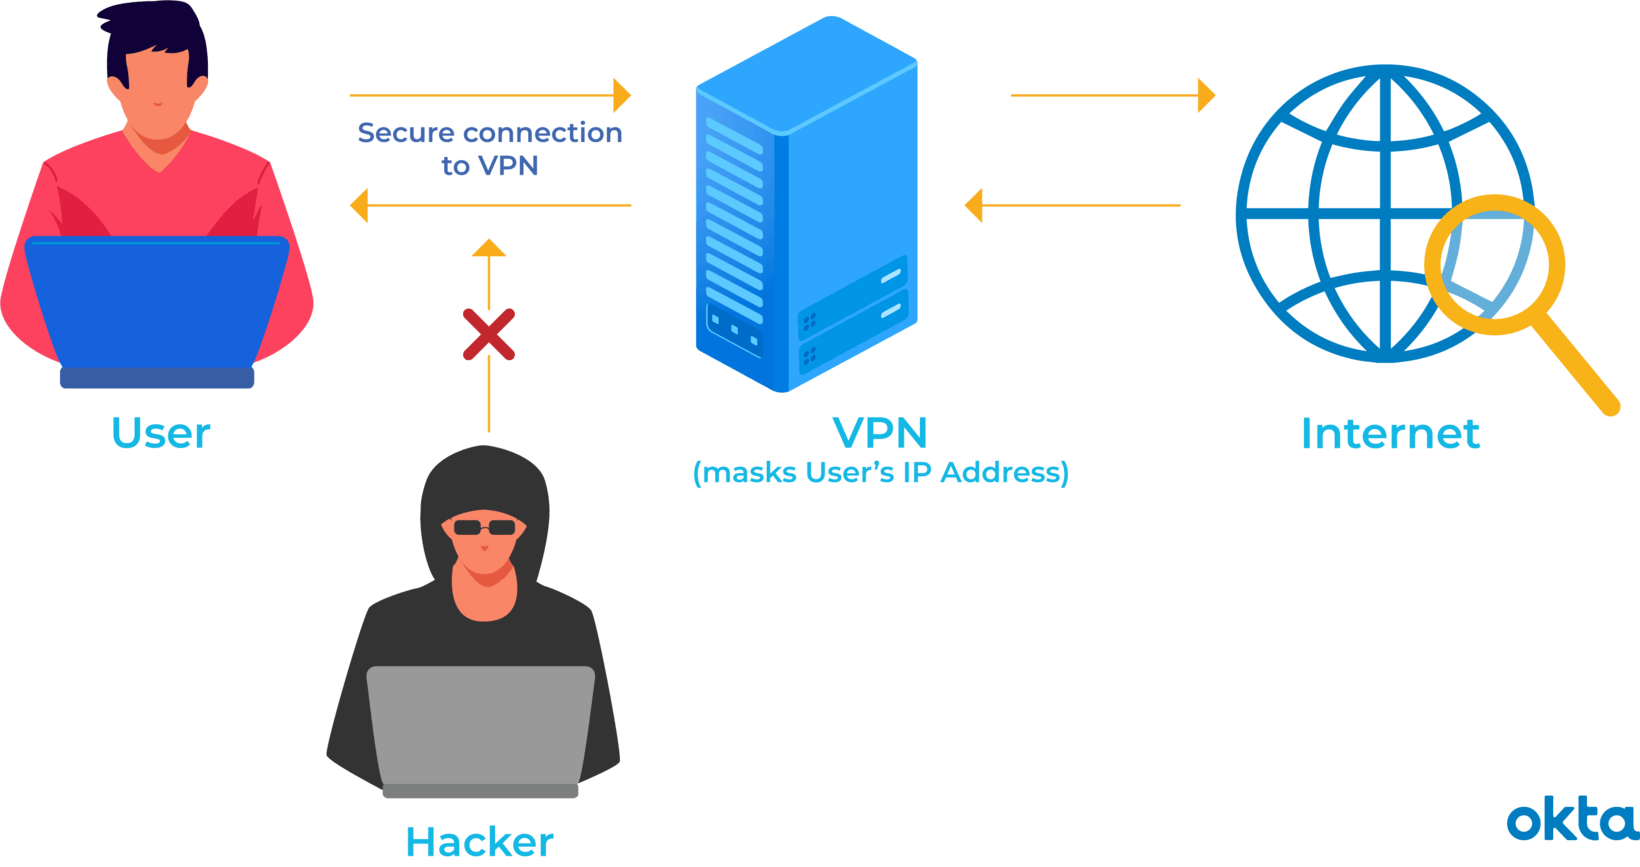 Secure connection
to VPN
User
VPN
(masks User’s IP Address)
Internet
Hacker
okta